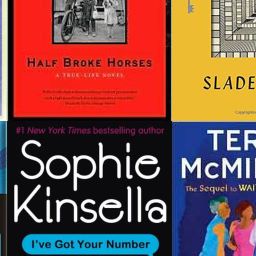 HALF BROKE HORSES
A TRUE-LIFE NOVEL
SLADE
#1 New York Times bestselling author
Sophie
Kinsella
I've Got Your Number
TER
McMI
The Sequel to WAI